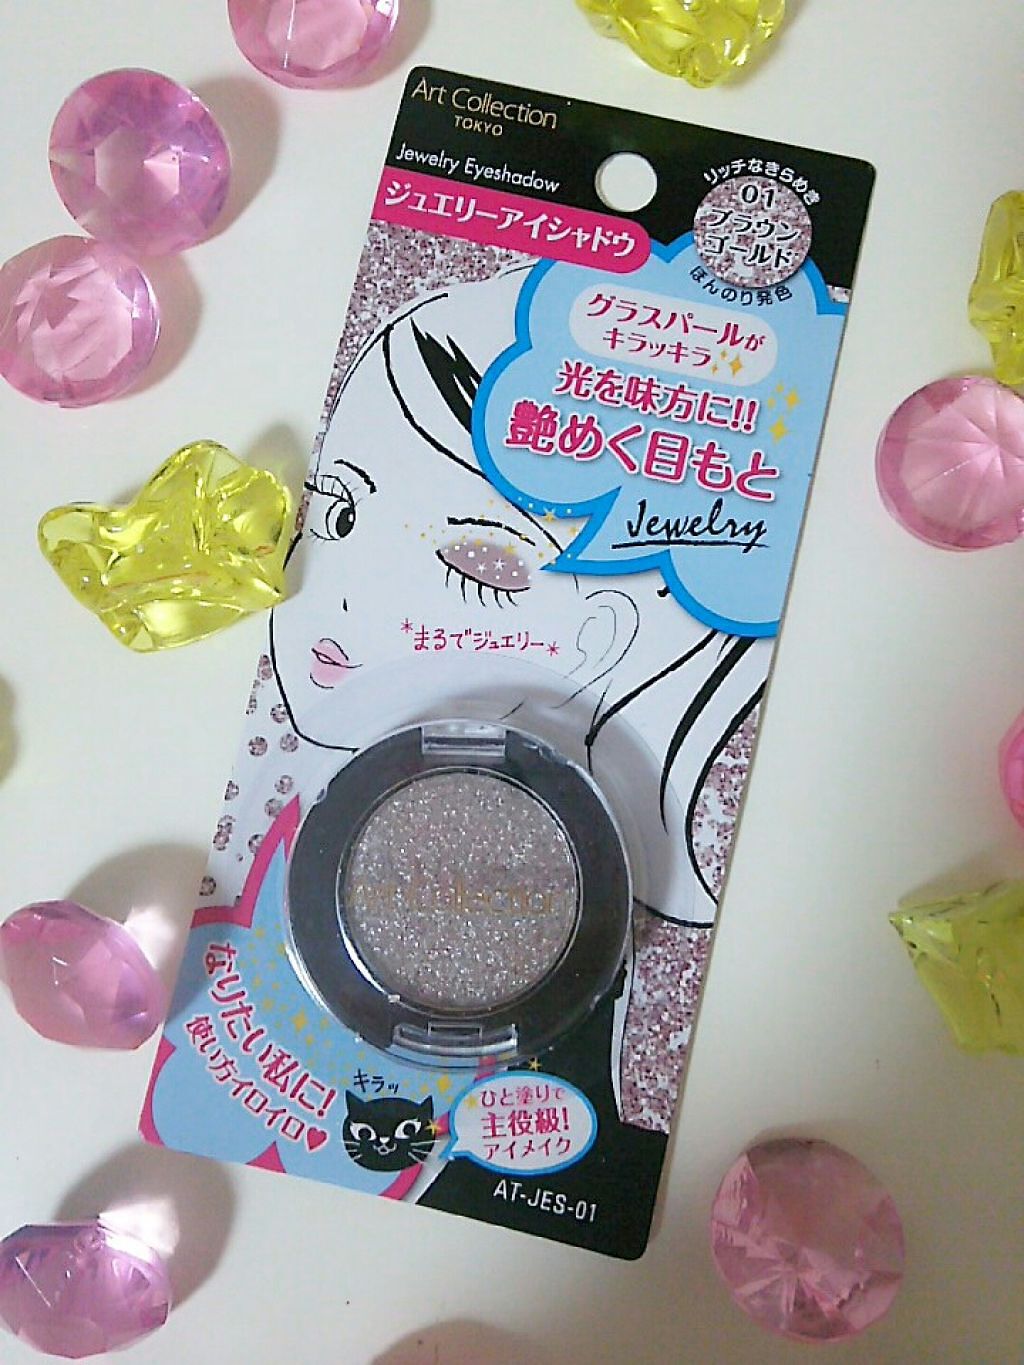 Art Collection
TOKYO
Jewelry Eyeshadow
ジュエリーアイシャドウ
リッチなきらめき
01
ブラウン
ゴールド
ほんのり発色
グラスパールが
キラッキラ
光を味方に!!
艶めく目もと
Jewelry
*まるでジュエリー*
Art Collection
なりたい私に!
使い方イロイロ♥
キラッ
ひと塗りで
主役級!
アイメイク
AT-JES-01